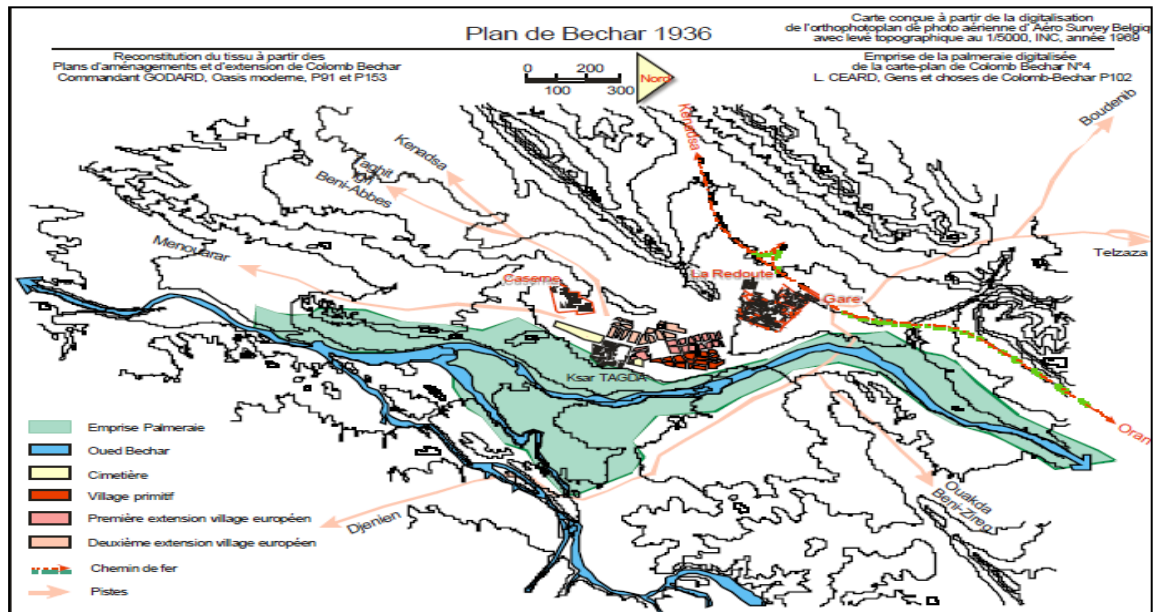 Plan de Bechar 1936
Reconstitution du tissu à partir des
Plans d'aménagements et d'extension de Colomb Bechar
Commandant GODARD, Oasis moderne, P91 et P153
0 200
100 300
Nord
Carte conçue à partir de la digitalisation
de l'orthophotoplan de photo aérienne d' Aéro Survey Belgiq
avec levé topographique au 1/5000, INC, année 1969
Emprise de la palmeraie digitalisée
de la carte-plan de Colomb Bechar N°4
L. CEARD, Gens et choses de Colomb-Bechar P102
Boudenib
Kenadsa
Kenadsa
Taghit
Igli
Beni-Abbes
Menouarar
Telzaza
Caserne
La Redoute
Gare
Ksar TAGDA
Oran
Ouakda
Beni-Zireg
Djenien
Emprise Palmeraie
Oued Bechar
Cimetière
Village primitif
Première extension village européen
Deuxième extension village européen
Chemin de fer
Pistes